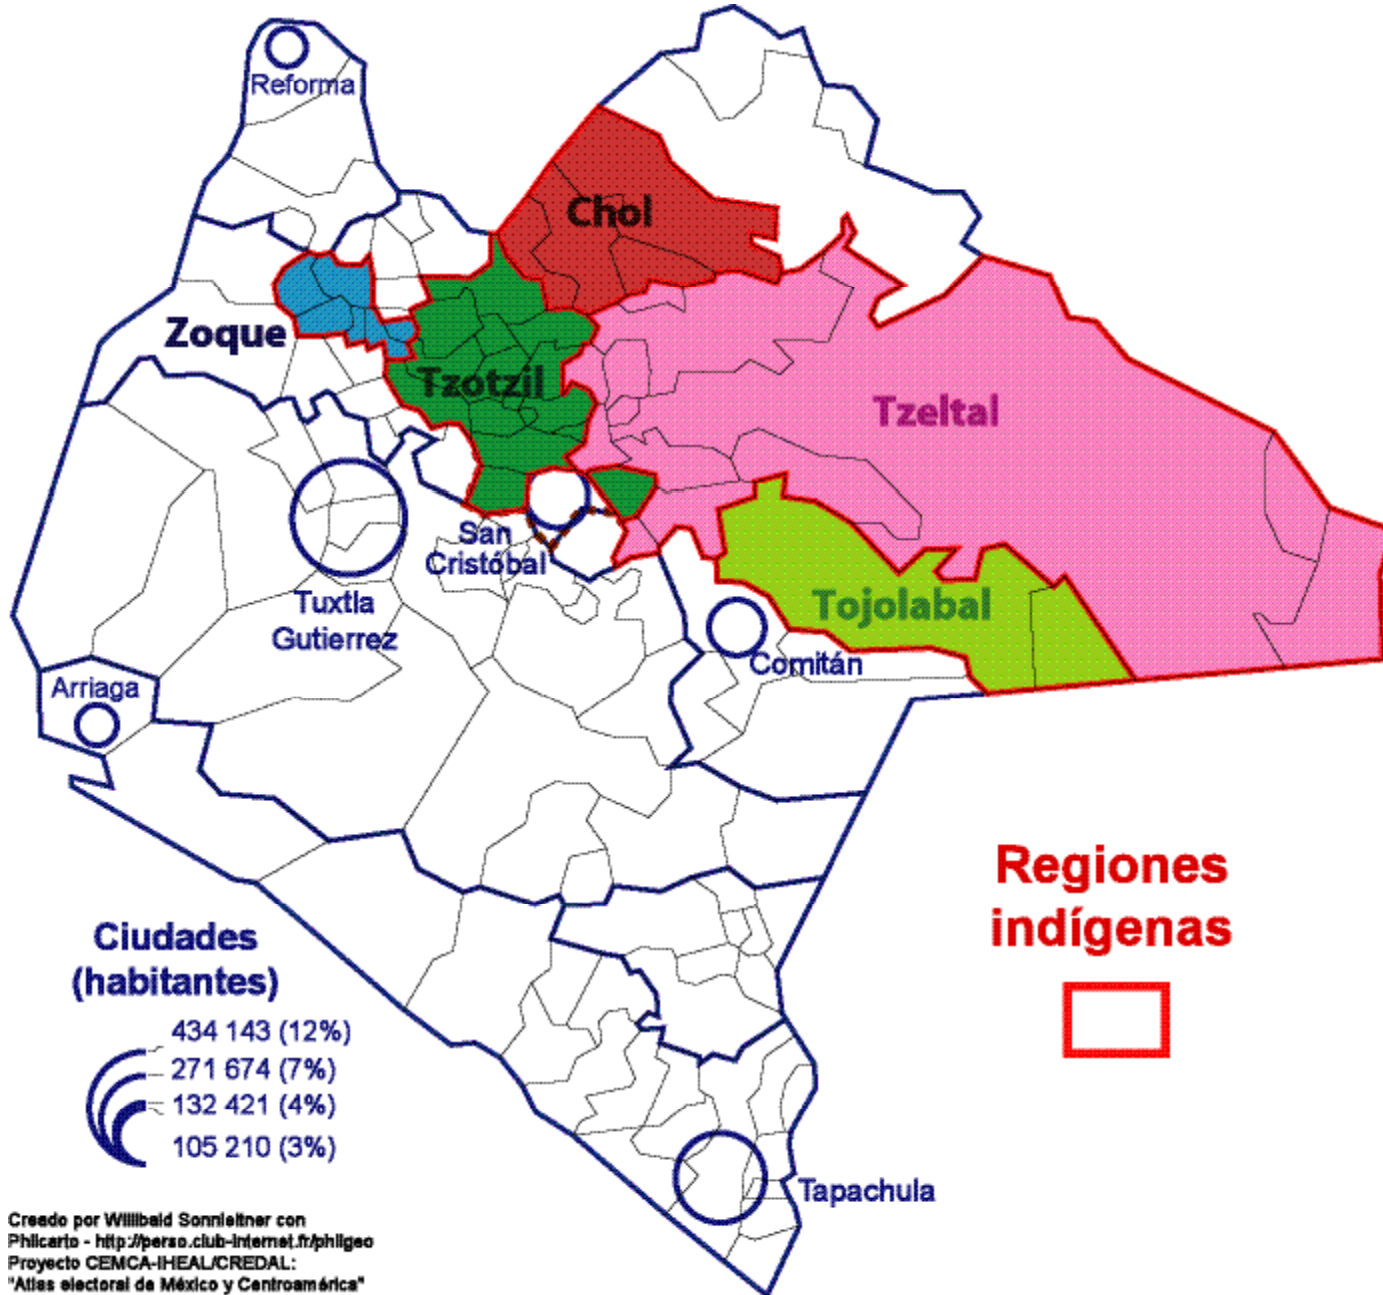 Reforma
Chol
Zoque
Tzotzil
Tzeltal
San
Cristóbal
Tuxtla
Gutierrez
Tojolabal
Comitán
Arriaga
Regiones
indígenas
Ciudades
(habitantes)
434 143 (12%)
271 674 (7%)
132 421 (4%)
105 210 (3%)
Tapachula
Creado por Willibald Sonnleitner con
Philcarto - http://perso.club-internet.fr/philgeo
Proyecto CEMCA-IHEAL/CREDAL:
"Atlas electoral de México y Centroamérica"